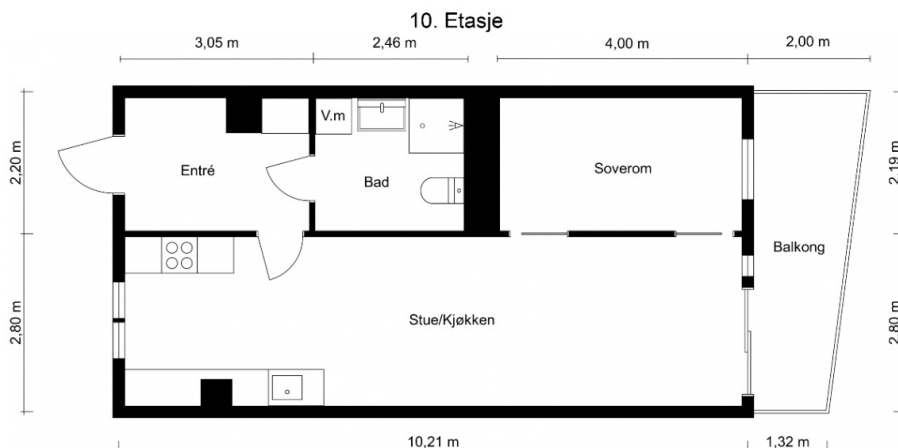 10. Etasje
3,05 m
2,46 m
4,00 m
2,00 m
2,20 m
2,19 m
V.m
Entré
Bad
Soverom
Balkong
Stue/Kjøkken
2,80 m
2,80 m
10,21 m
1,32 m